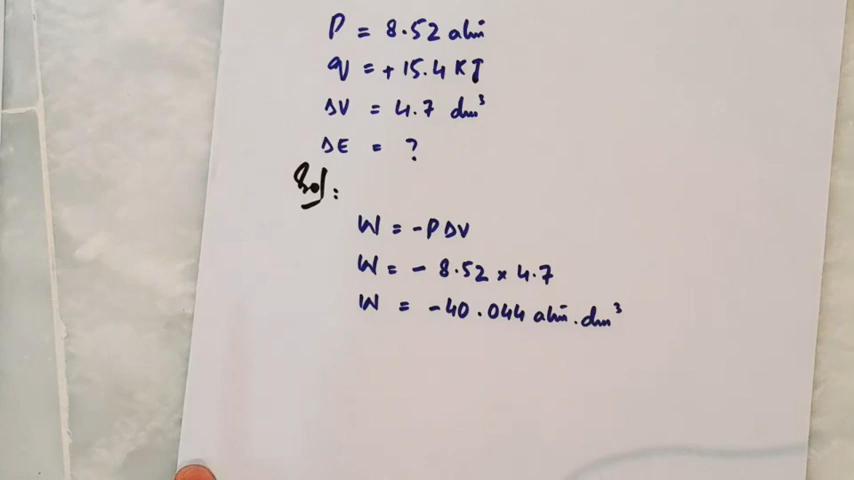 P = 8.52 atm
q = +15.4 KJ
ΔV = 4.7 dm³
ΔE = ?
Sol:
W = -PΔV
W = - 8.52 × 4.7
W = -40.044 atm.dm³